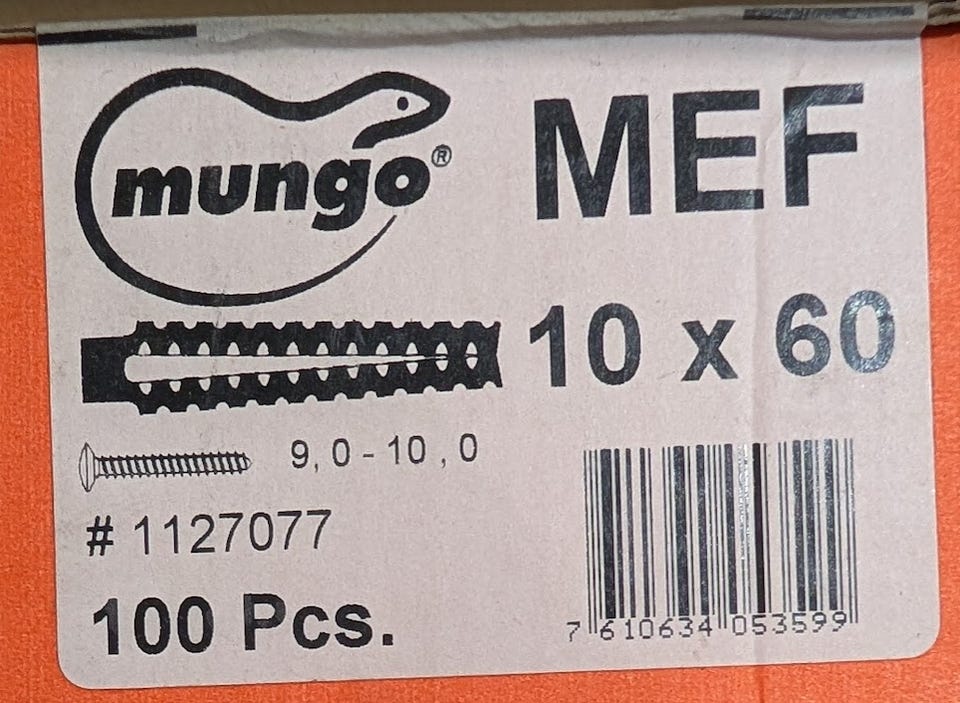 mungo®
MEF
10 x 60
9,0-10,0
# 1127077
100 Pcs.
7 610634 053599